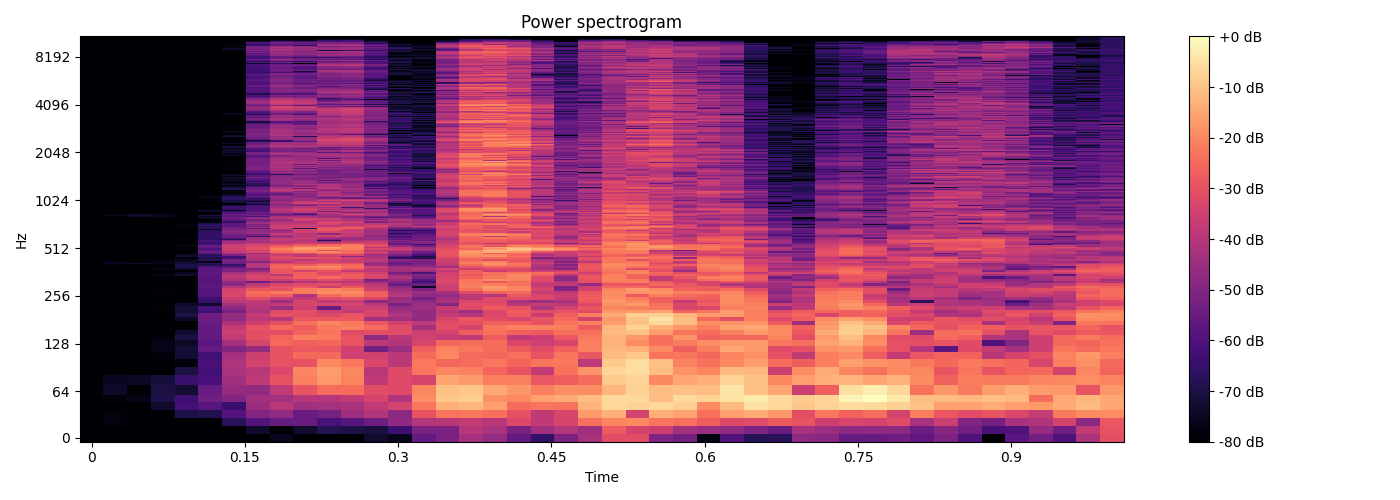 Power spectrogram
Hz
8192
4096
2048
1024
512
256
128
64
0
0 0.15 0.3 0.45 0.6 0.75 0.9
Time
+0 dB
-10 dB
-20 dB
-30 dB
-40 dB
-50 dB
-60 dB
-70 dB
-80 dB